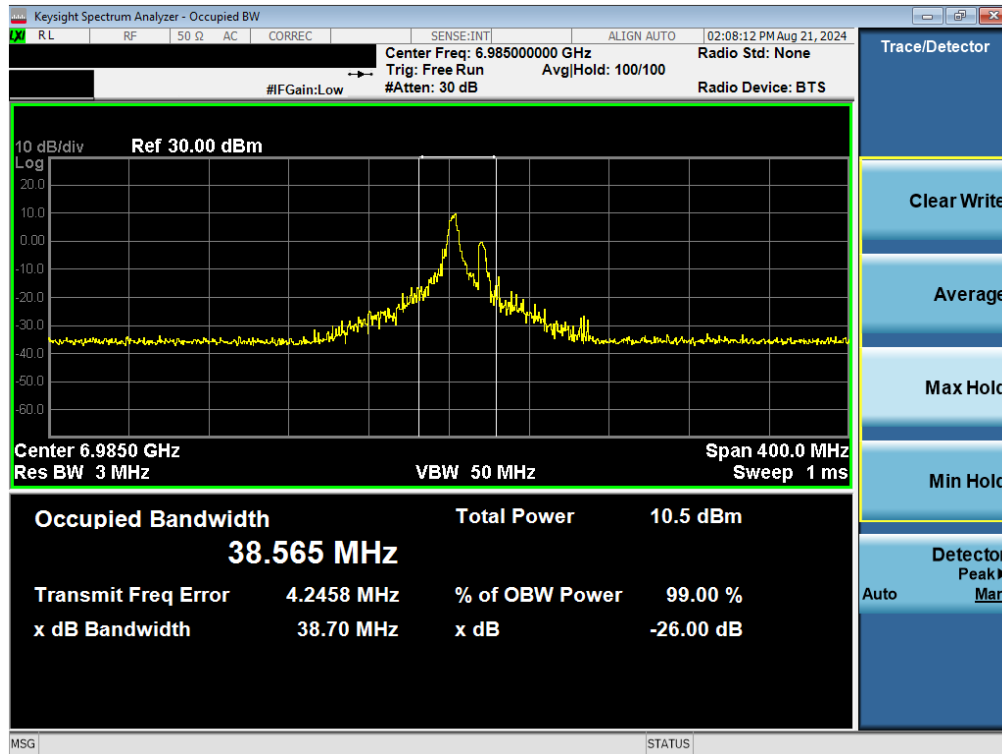 Keysight Spectrum Analyzer - Occupied BW
LXI RL RF 50 Ω AC CORREC SENSE:INT ALIGN AUTO 02:08:12 PM Aug 21, 2024
Center Freq: 6.985000000 GHz Radio Std: None
Trig: Free Run Avg|Hold: 100/100
#IFGain:Low #Atten: 30 dB Radio Device: BTS
Trace/Detector
10 dB/div Ref 30.00 dBm
Log
20.0
10.0
0.00
-10.0
-20.0
-30.0
-40.0
-50.0
-60.0
Center 6.9850 GHz Span 400.0 MHz
Res BW 3 MHz VBW 50 MHz Sweep 1 ms
Occupied Bandwidth Total Power 10.5 dBm
38.565 MHz
Transmit Freq Error 4.2458 MHz % of OBW Power 99.00 %
x dB Bandwidth 38.70 MHz x dB -26.00 dB
Clear Write
Average
Max Hold
Min Hold
Detector
Peak
Auto Man
MSG STATUS